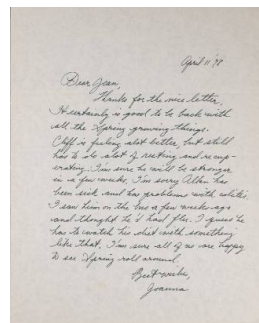 April 11 '78
Dear Jean,
Thanks for the nice letter.
It certainly is good to be back with
all the Spring growing things.
Cliff is feeling alot better, but still
has to do alot of resting and recup-
erating. I'm sure he will be stronger
in a few weeks. I'm sorry Allen has
been sick and has problems with
I saw him on the bus a few weeks ago
and thought he'd had flu. I guess he
has to watch his diet with something
like that. I'm sure all of us are happy
to see Spring roll around.
Best wishes,
Joanna